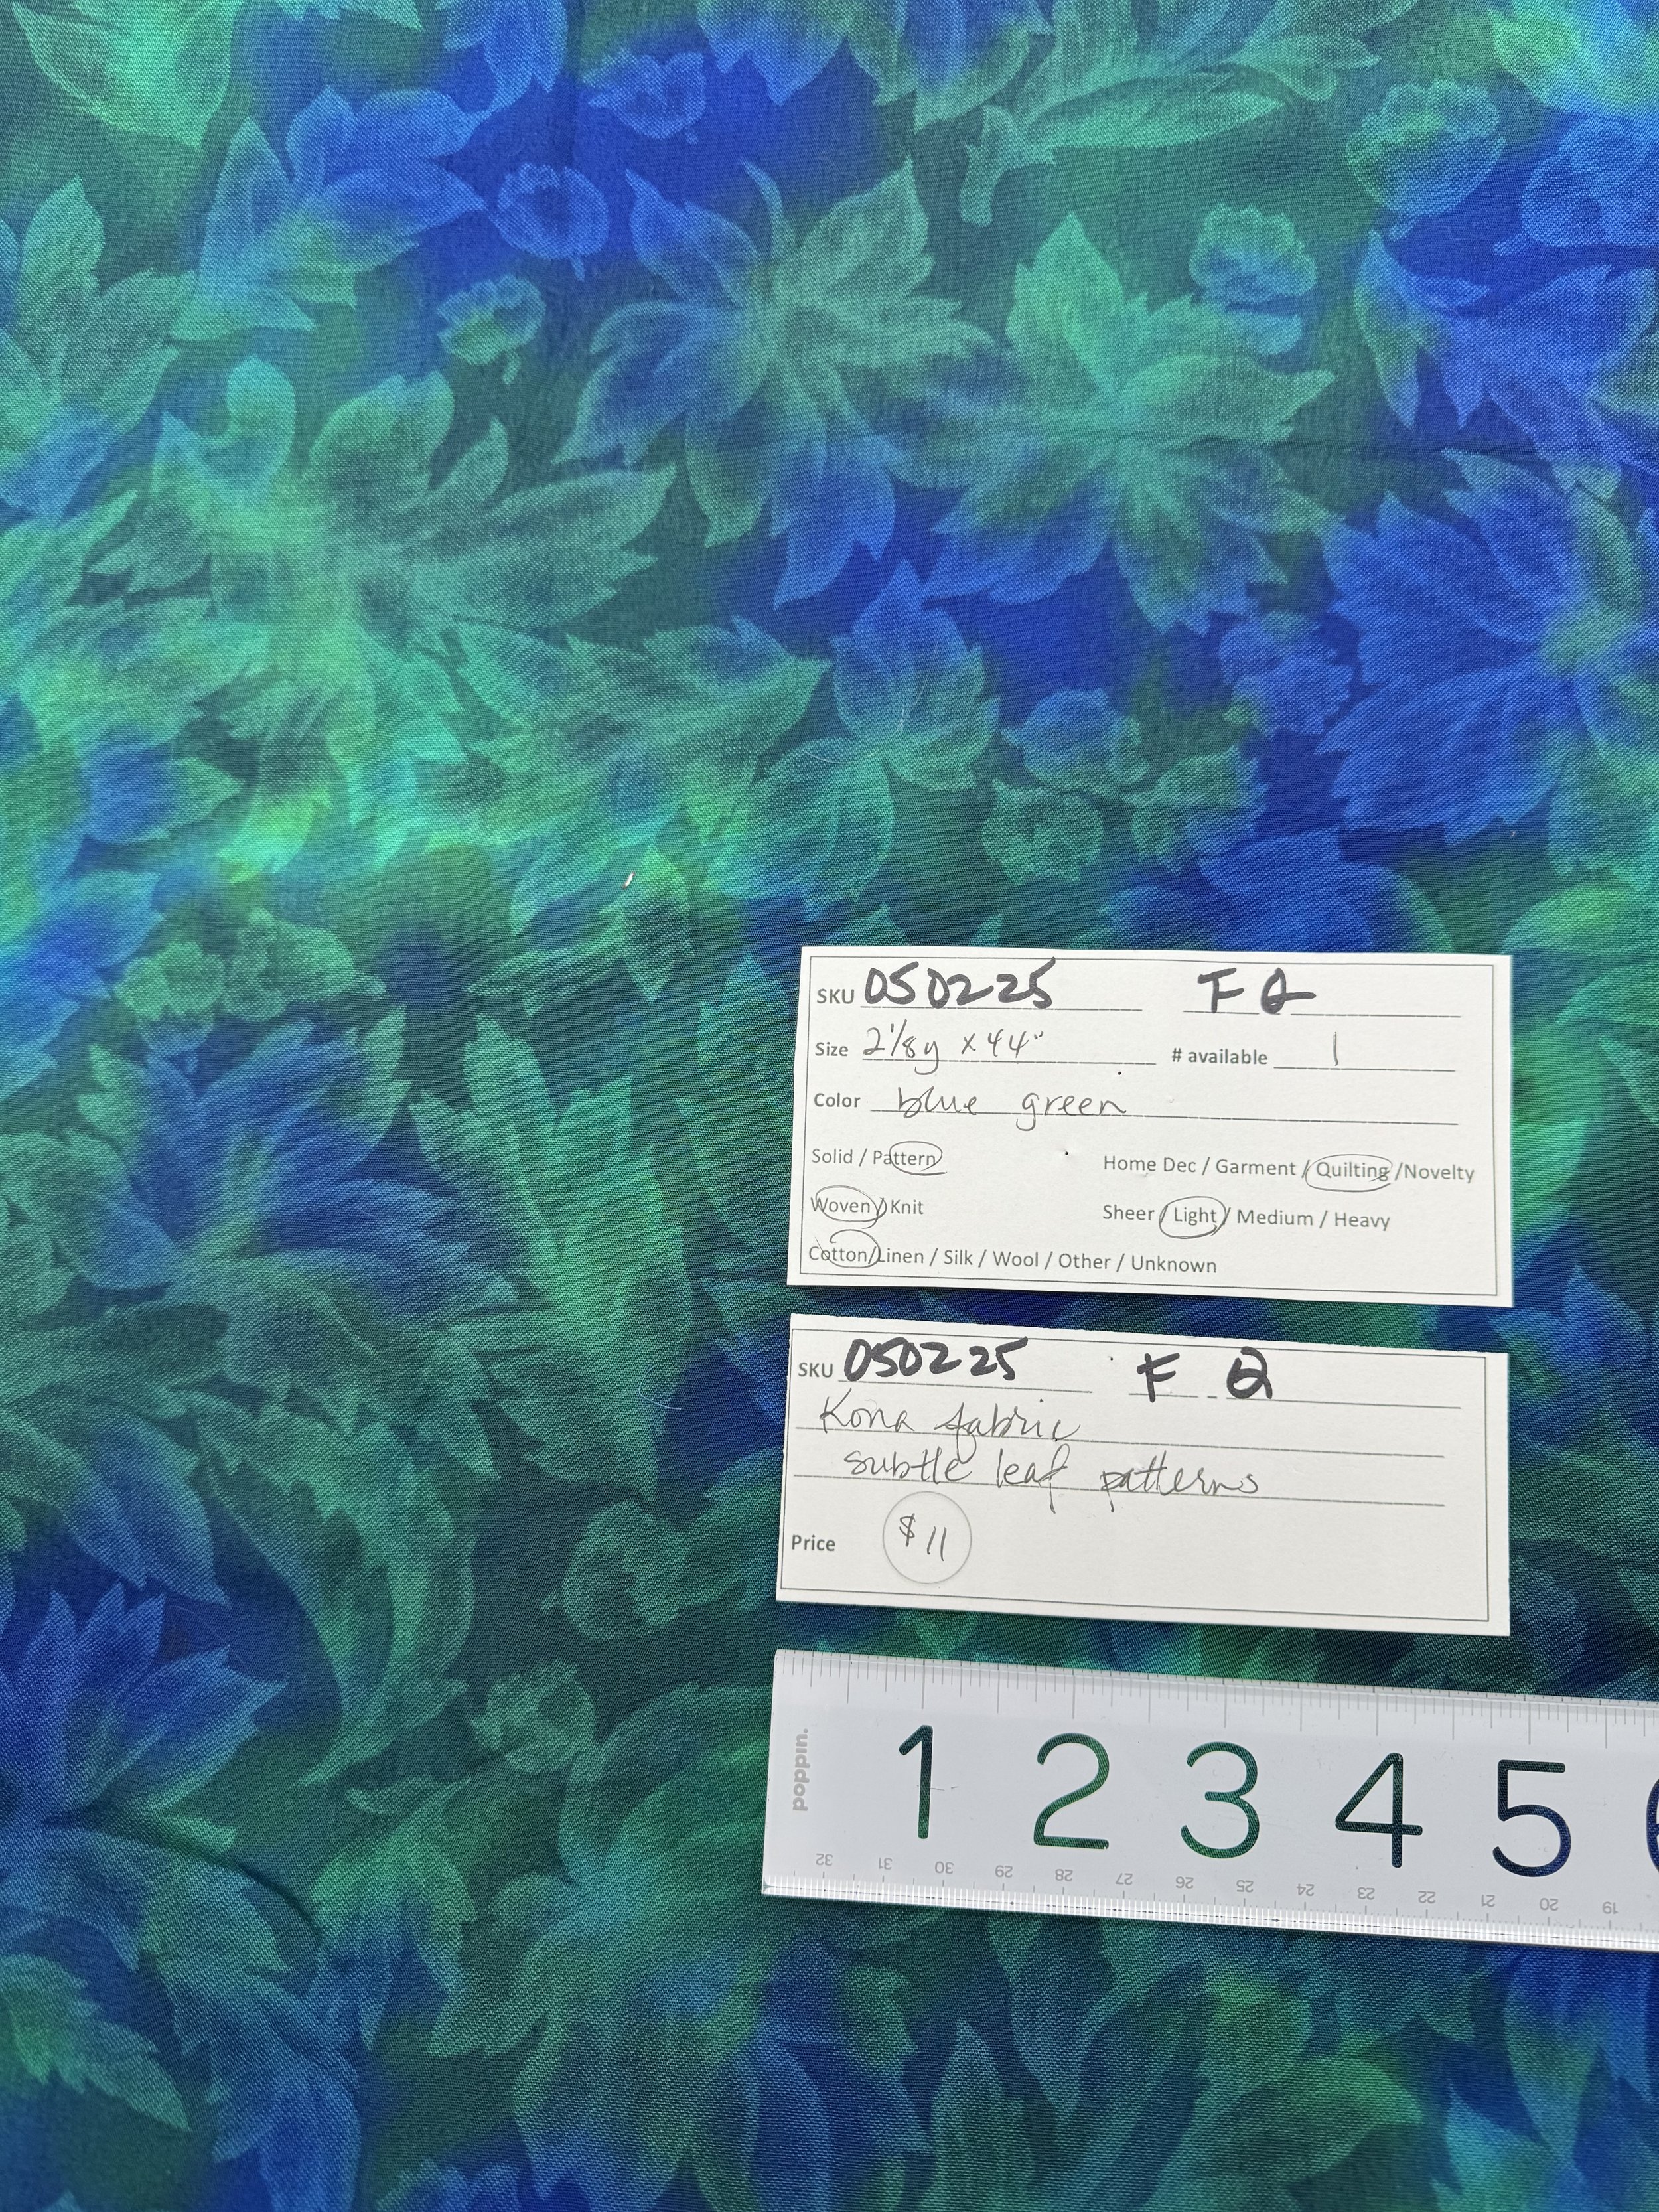 SKU 050225 F Q
Size 2 1/8y x 44" # available 1
Color blue green
Solid / Pattern Home Dec / Garment / Quilting /Novelty
Woven / Knit Sheer / Light / Medium / Heavy
Cotton/Linen / Silk / Wool / Other / Unknown
SKU 050225 F Q
Kona fabric
subtle leaf patterns
Price $11
poppin.
1 2 3 4 5 6
32 31 30 29 28 27 26 25 24 23 22 21 20 19